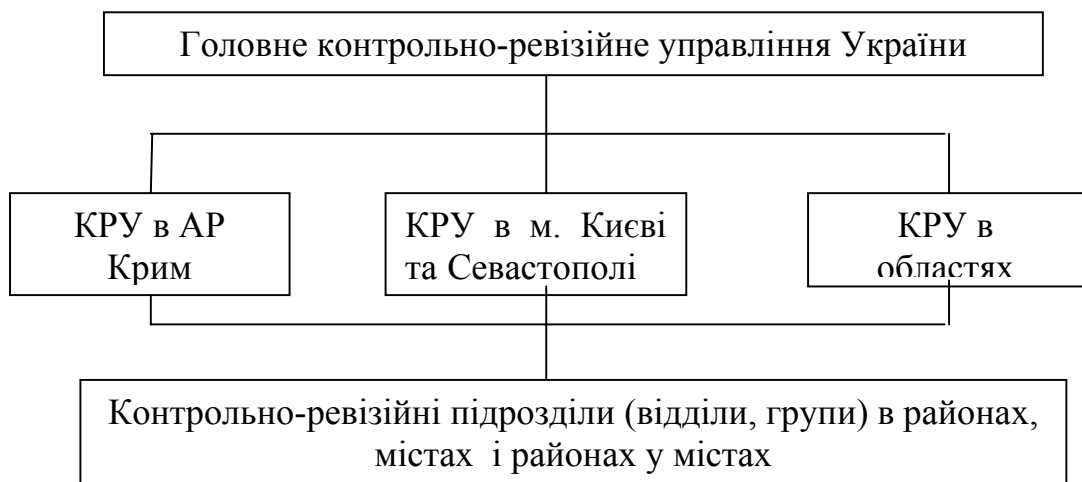 Головне контрольно-ревізійне управління України
КРУ в АР
Крим
КРУ в м. Києві
та Севастополі
КРУ в
областях
Контрольно-ревізійні підрозділи (відділи, групи) в районах,
містах і районах у містах